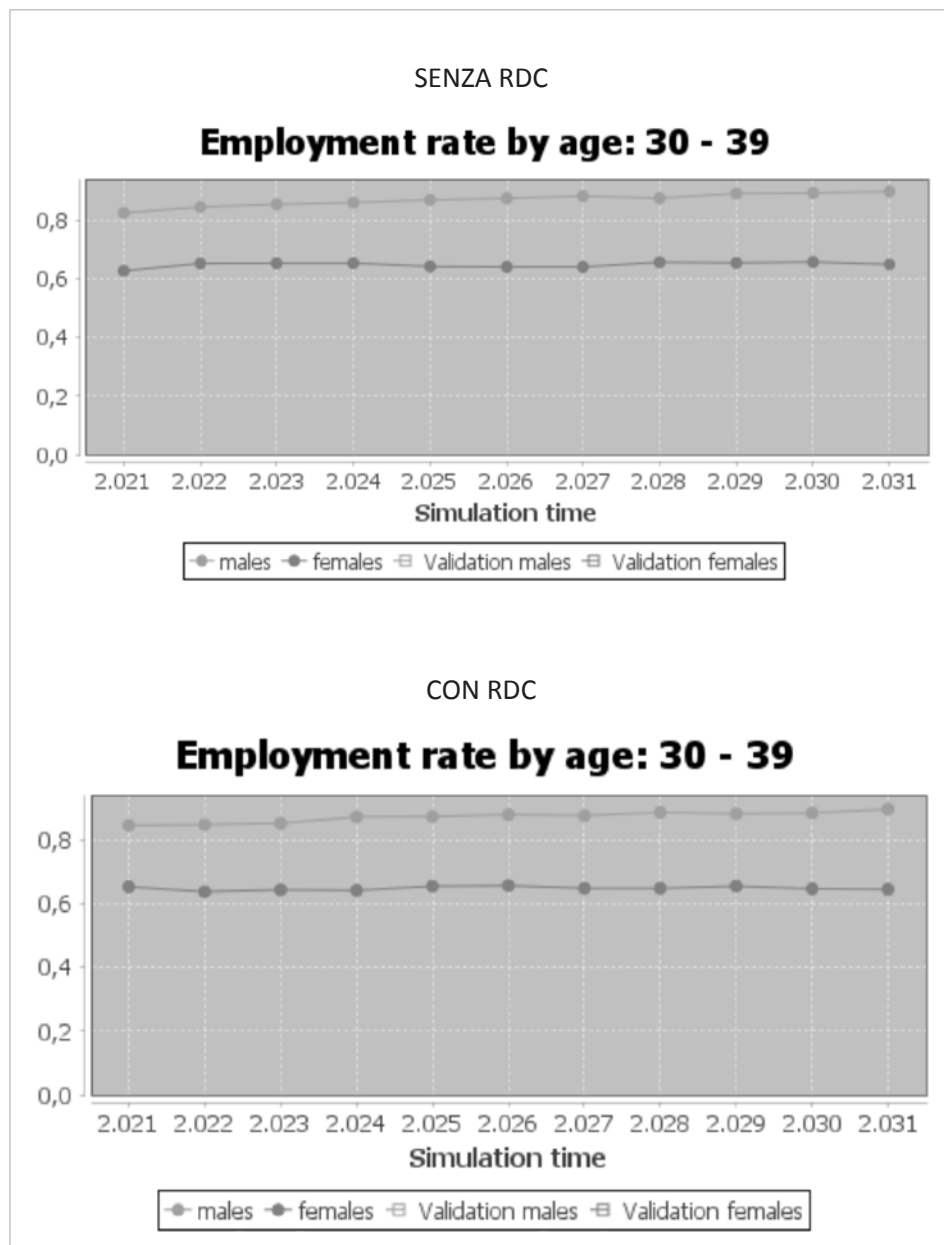 SENZA RDC
Employment rate by age: 30 - 39
0,8
0,6
0,4
0,2
0,0
2.021 2.022 2.023 2.024 2.025 2.026 2.027 2.028 2.029 2.030 2.031
Simulation time
males females Validation males Validation females
CON RDC
Employment rate by age: 30 - 39
0,8
0,6
0,4
0,2
0,0
2.021 2.022 2.023 2.024 2.025 2.026 2.027 2.028 2.029 2.030 2.031
Simulation time
males females Validation males Validation females